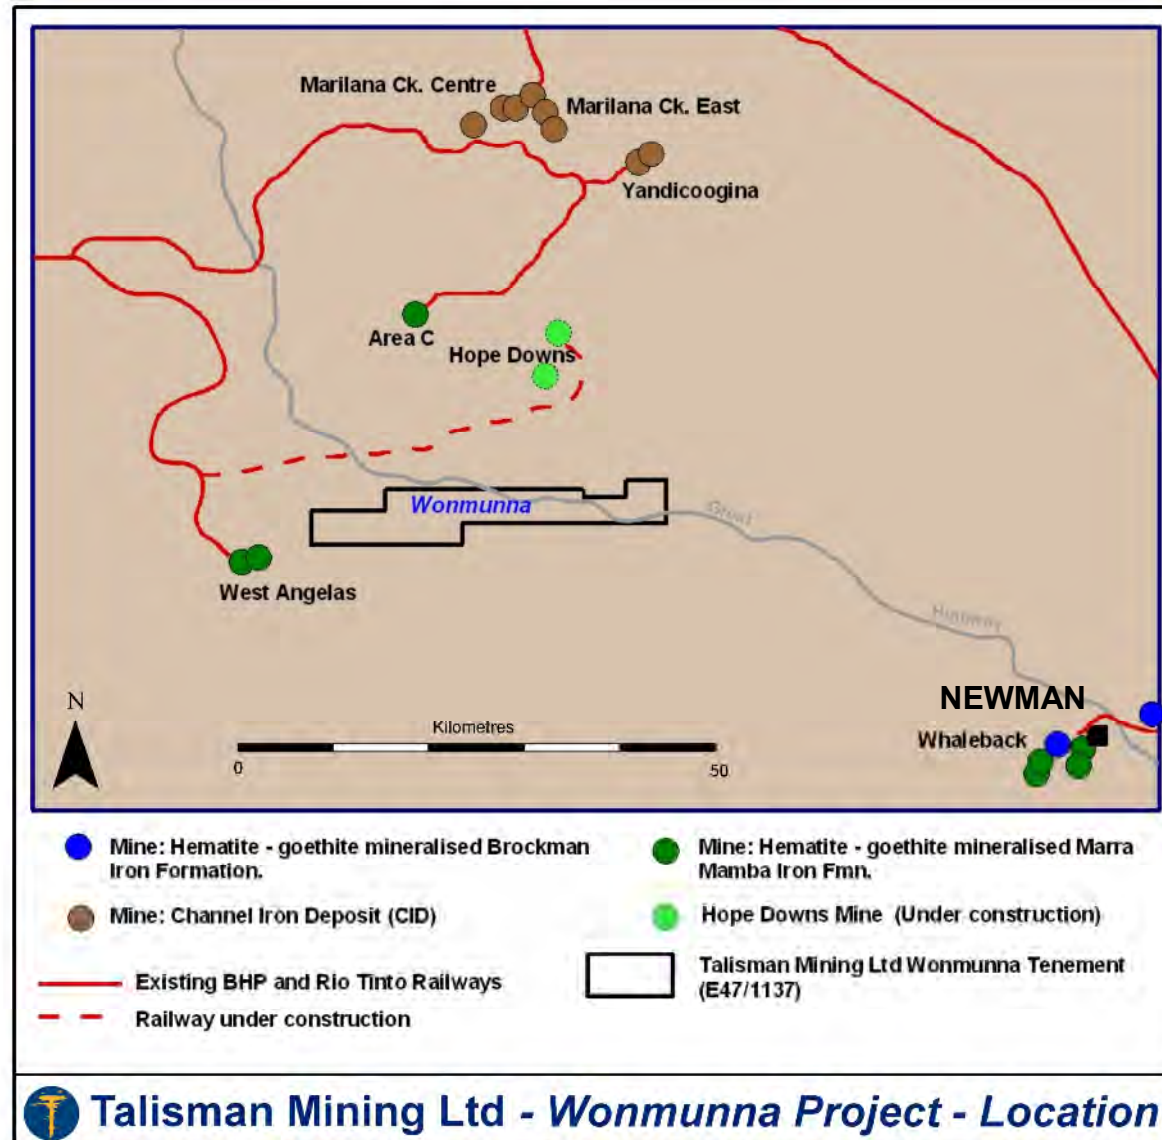 Marilana Ck. Centre
Marilana Ck. East
Yandicoogina
Area C
Hope Downs
Wonmunna
Great
West Angelas
Highway
N
NEWMAN
Kilometres
Whaleback
0
50
Mine: Hematite - goethite mineralised Brockman
Iron Formation.
Mine: Hematite - goethite mineralised Marra
Mamba Iron Fmn.
Mine: Channel Iron Deposit (CID)
Hope Downs Mine (Under construction)
Existing BHP and Rio Tinto Railways
Talisman Mining Ltd Wonmunna Tenement
(E47/1137)
Railway under construction
Talisman Mining Ltd - Wonmunna Project - Location